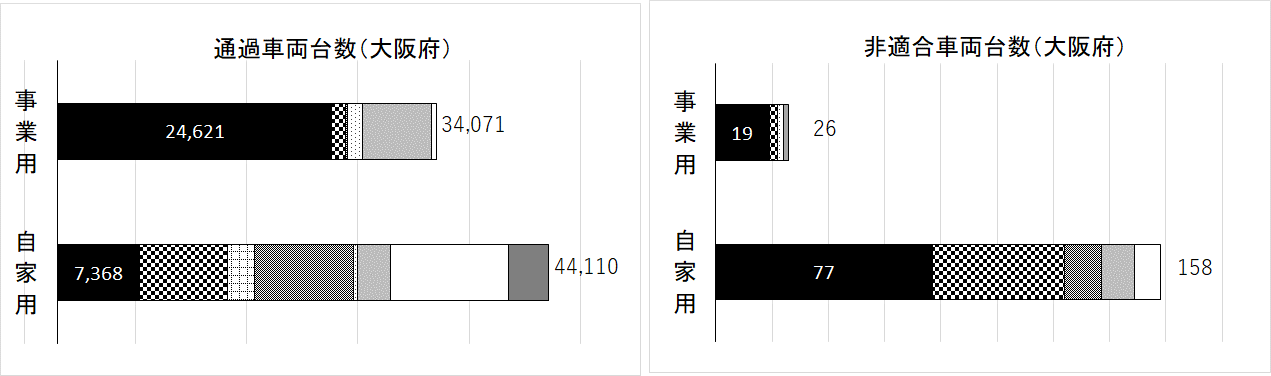 通過車両台数(大阪府)
事業用
24,621
34,071
自家用
7,368
44,110
非適合車両台数(大阪府)
事業用
19
26
自家用
77
158